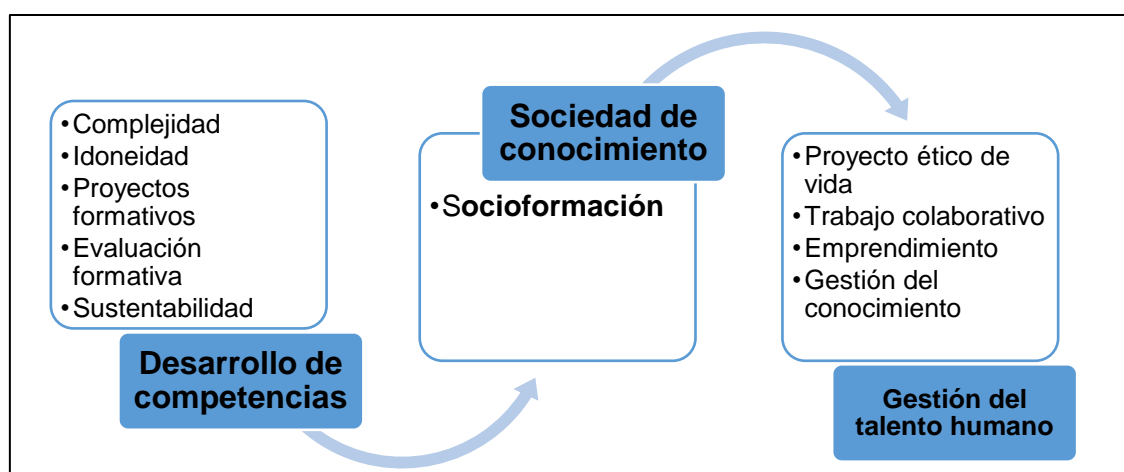 •Complejidad
•Idoneidad
•Proyectos
formativos
•Evaluación
formativa
•Sustentabilidad
Desarrollo de
competencias
Sociedad de
conocimiento
•Socioformación
•Proyecto ético de
vida
•Trabajo colaborativo
•Emprendimiento
•Gestión del
conocimiento
Gestión del
talento humano